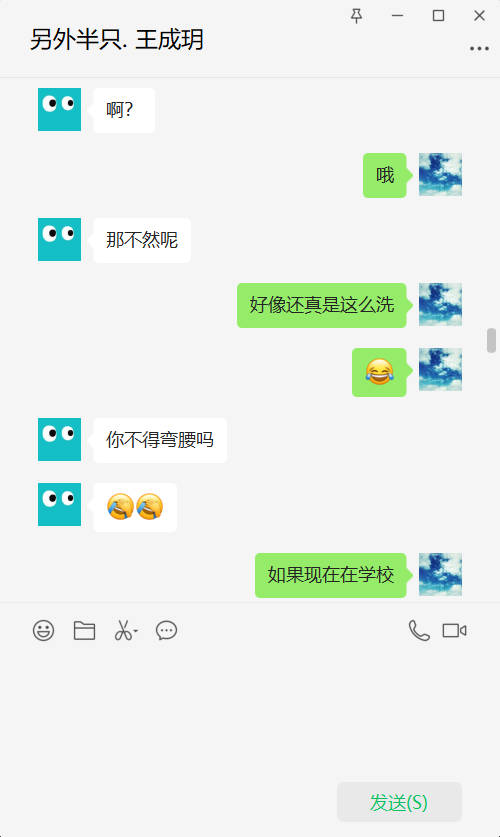 另外半只. 王成玥
啊?
哦
那不然呢
好像还真是这么洗
😂
你不得弯腰吗
🤣🤣
如果现在在学校
发送(S)